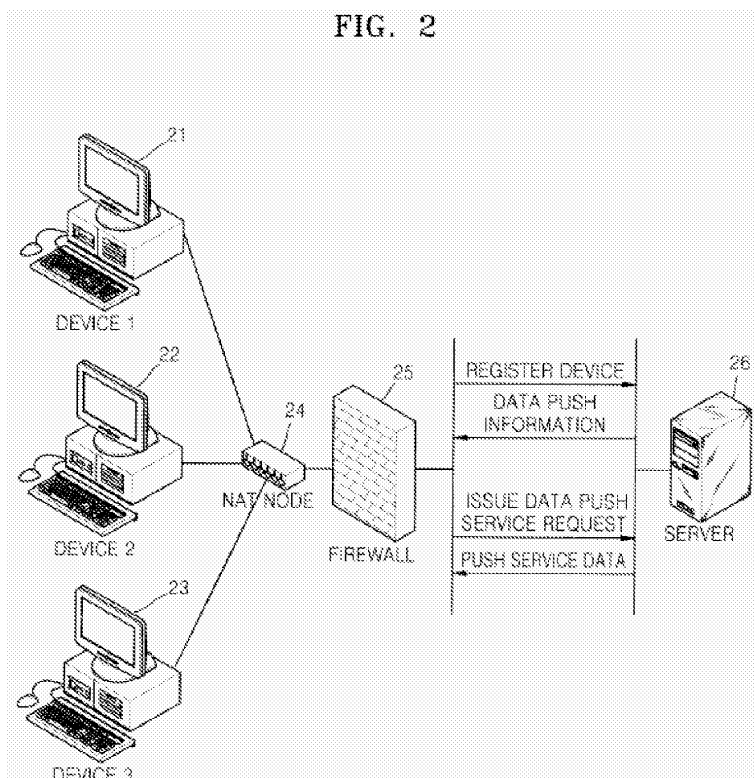 FIG. 2
21
DEVICE 1
22
DEVICE 2
23
DEVICE 3
24
NAT NODE
25
FIREWALL
REGISTER DEVICE
DATA PUSH
INFORMATION
ISSUE DATA PUSH
SERVICE REQUEST
PUSH SERVICE DATA
26
SERVER